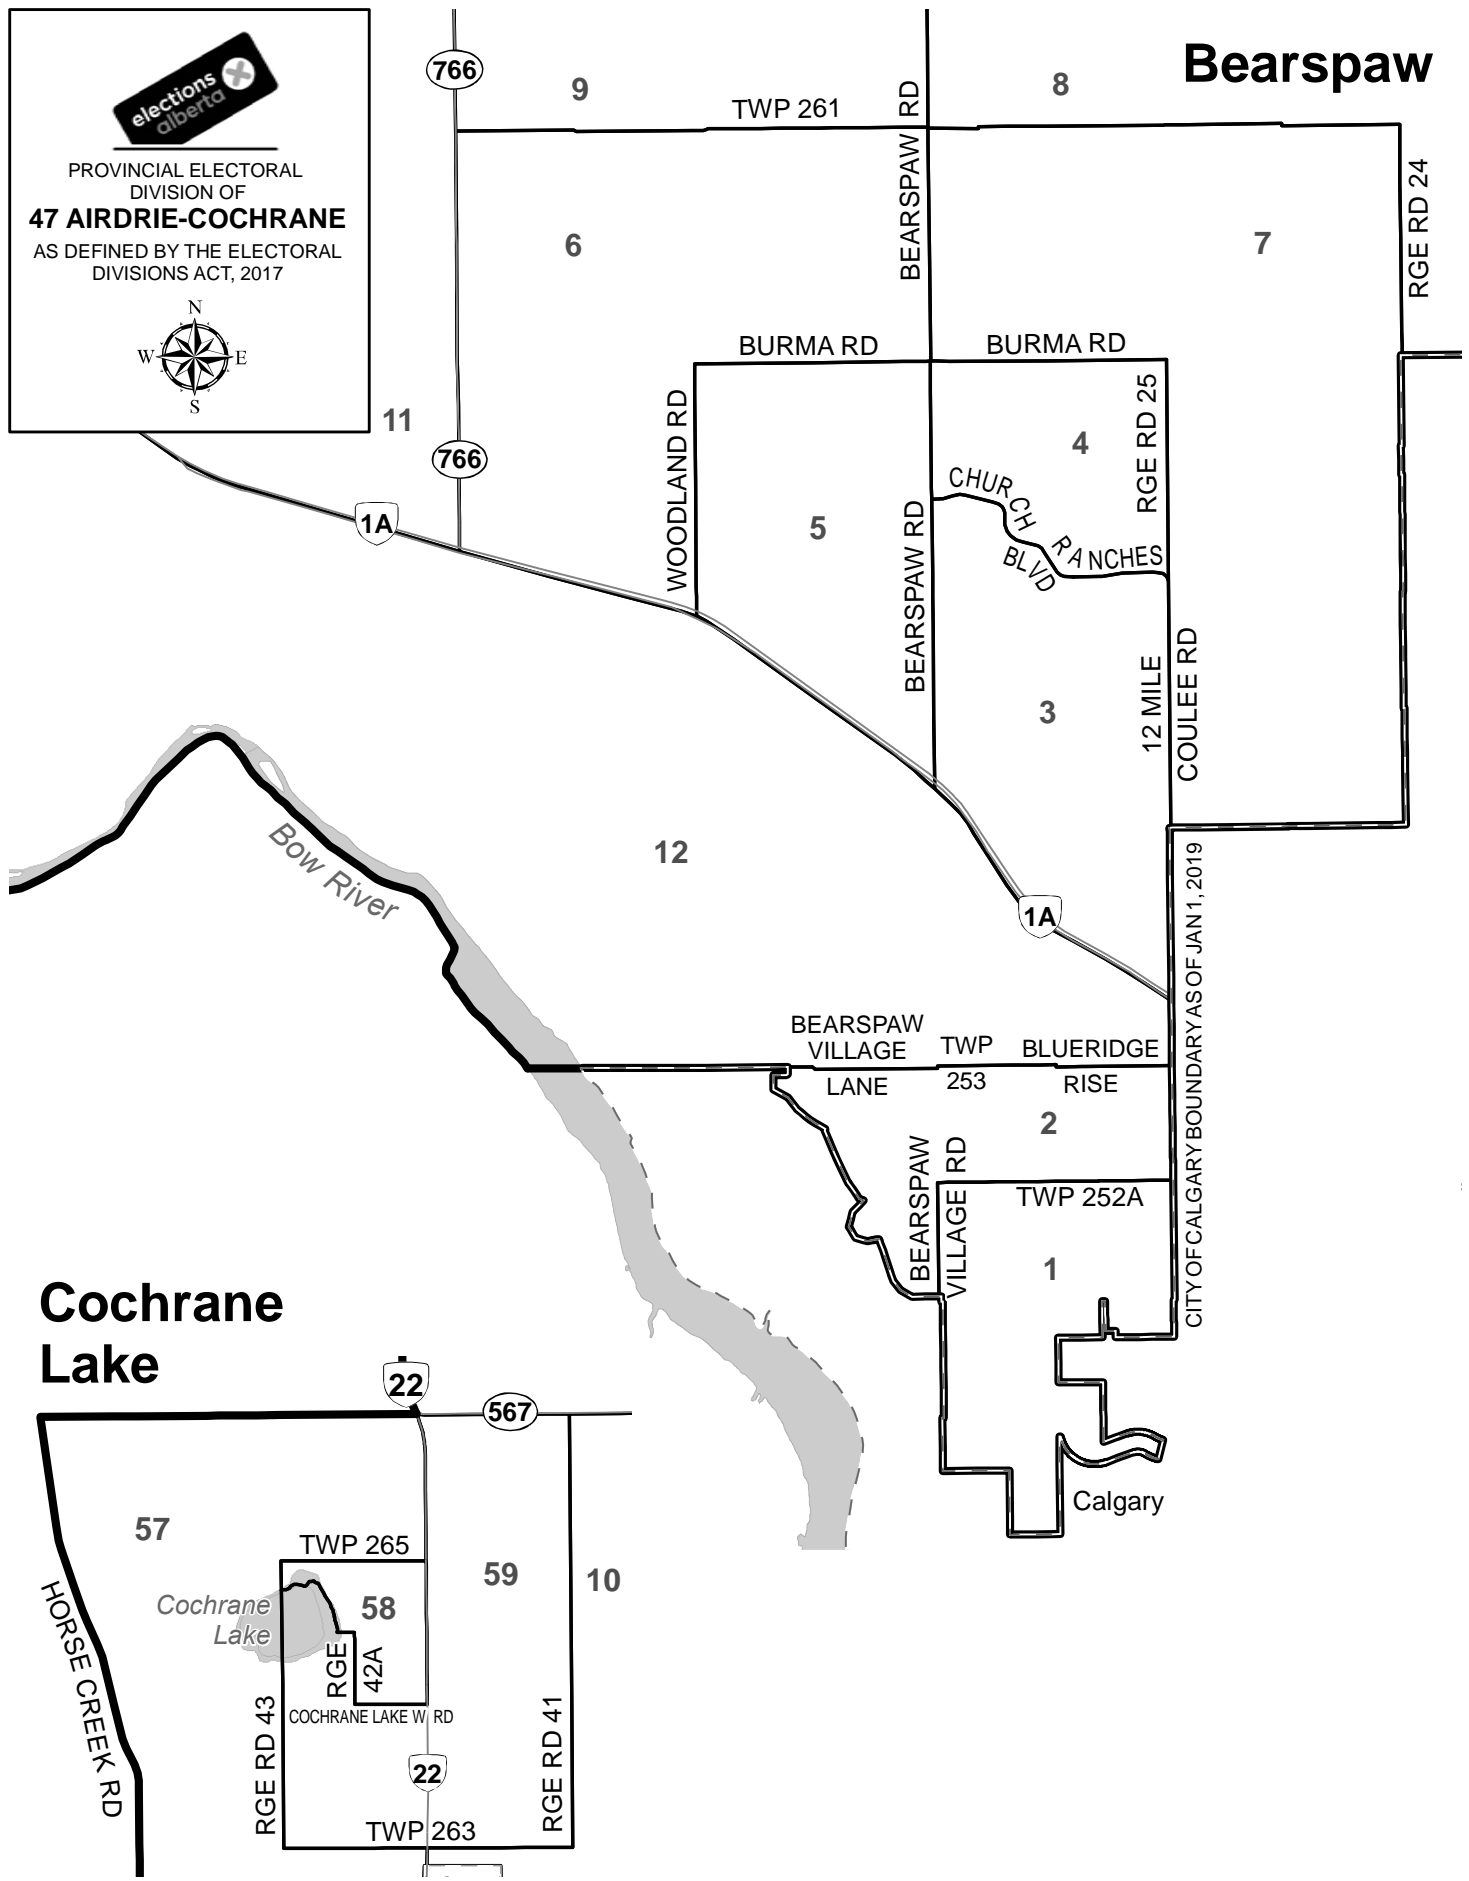 elections
alberta
PROVINCIAL ELECTORAL
DIVISION OF
47 AIRDRIE-COCHRANE
AS DEFINED BY THE ELECTORAL
DIVISIONS ACT, 2017
N
W E
S
Bearspaw
766
9
8
TWP 261
BEARSPAW RD
6
7
RGE RD 24
BURMA RD
BURMA RD
11
766
WOODLAND RD
4
RGE RD 25
CHURCH RANCHES
BLVD
1A
5
BEARSPAW RD
3
12 MILE
COULEE RD
Bow River
12
1A
CITY OF CALGARY BOUNDARY AS OF JAN 1, 2019
BEARSPAW
VILLAGE
LANE
TWP
253
BLUERIDGE
RISE
2
BEARSPAW
VILLAGE RD
TWP 252A
1
Calgary
Cochrane
Lake
22
567
57
TWP 265
59
10
58
Cochrane
Lake
HORSE CREEK RD
RGE
42A
COCHRANE LAKE W RD
RGE RD 43
RGE RD 41
22
TWP 263